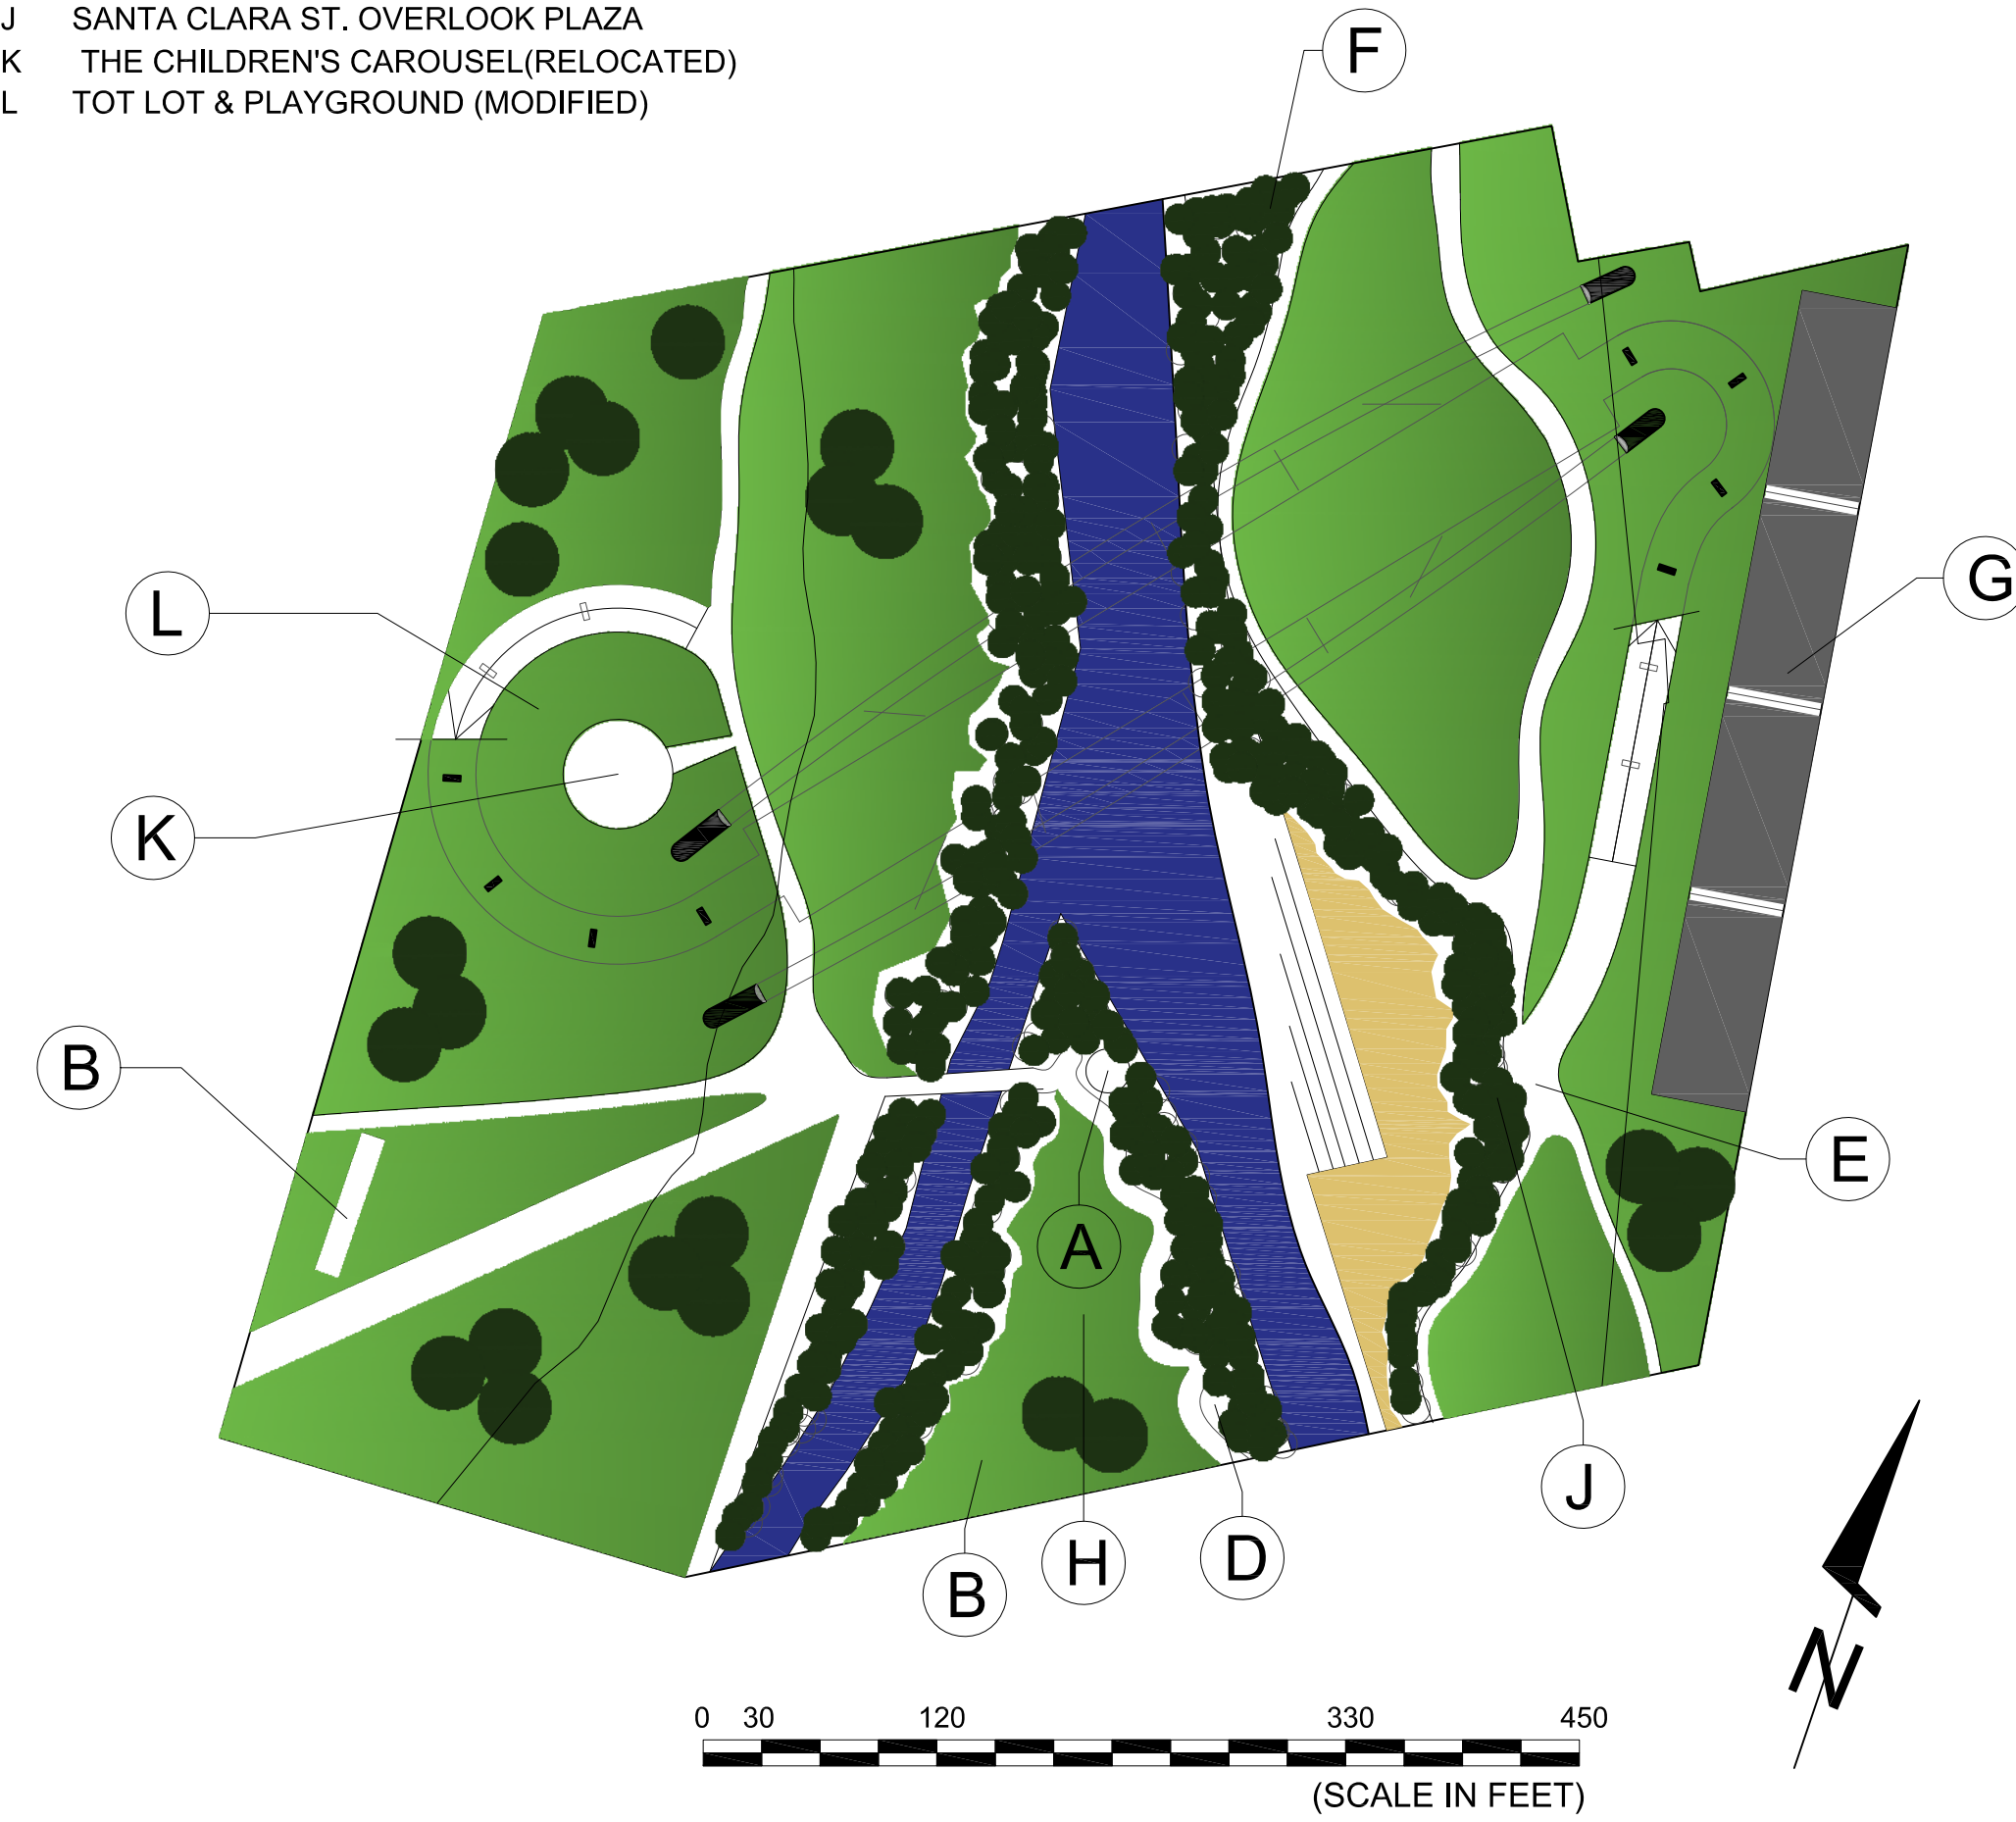 J SANTA CLARA ST. OVERLOOK PLAZA
K THE CHILDREN'S CAROUSEL(RELOCATED)
L TOT LOT & PLAYGROUND (MODIFIED)
F
G
L
K
B
E
A
J
D
H
B
N
0 30 120 330 450
(SCALE IN FEET)